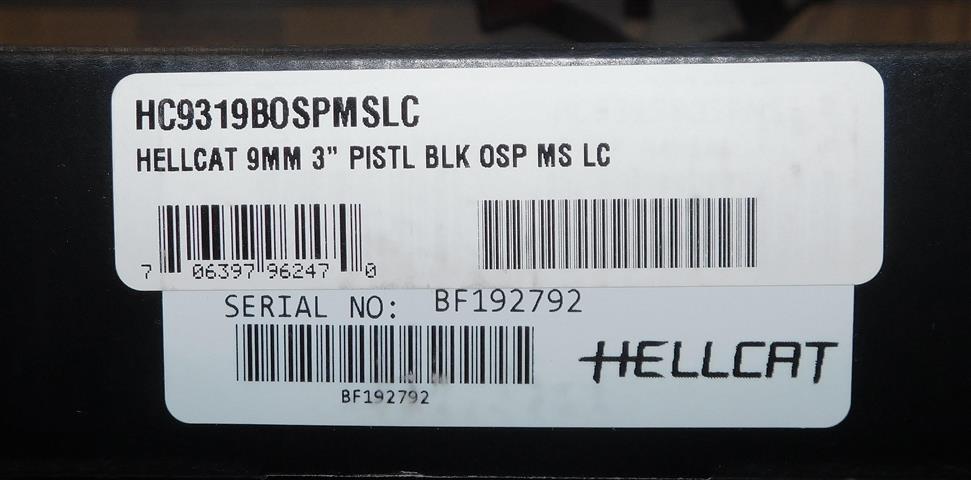 HC9319BOSPMSLC
HELLCAT 9MM 3" PISTL BLK OSP MS LC
7 06397 96247 0
SERIAL NO: BF192792
BF192792
HELLCAT